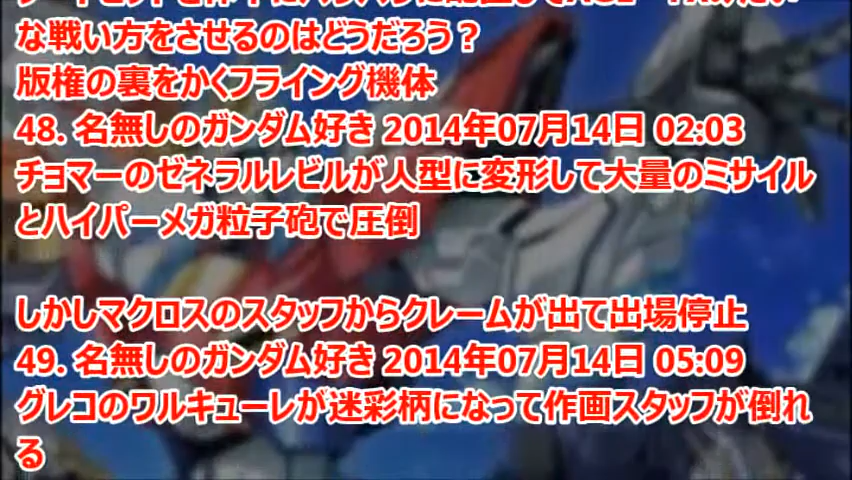 な戦い方をさせるのはどうだろう？
版権の裏をかくフライング機体
48. 名無しのガンダム好き 2014年07月14日 02:03
チョマーのゼネラルレビルが人型に変形して大量のミサイル
とハイパーメガ粒子砲で圧倒
しかしマクロスのスタッフからクレームが出て出場停止
49. 名無しのガンダム好き 2014年07月14日 05:09
グレコのワルキューレが迷彩柄になって作画スタッフが倒れ
る